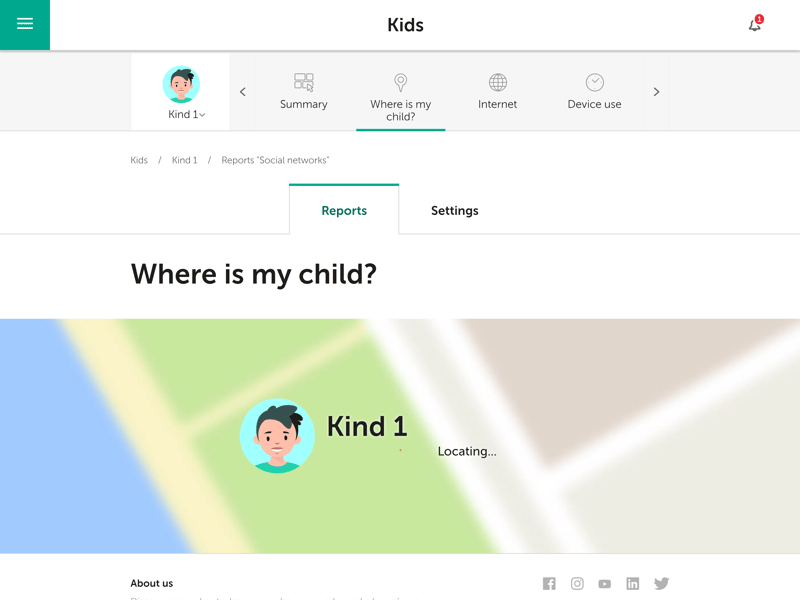 Kids
1
Kind 1
Summary
Where is my
child?
Internet
Device use
Kids / Kind 1 / Reports "Social networks"
Reports
Settings
Where is my child?
Kind 1
Locating...
About us